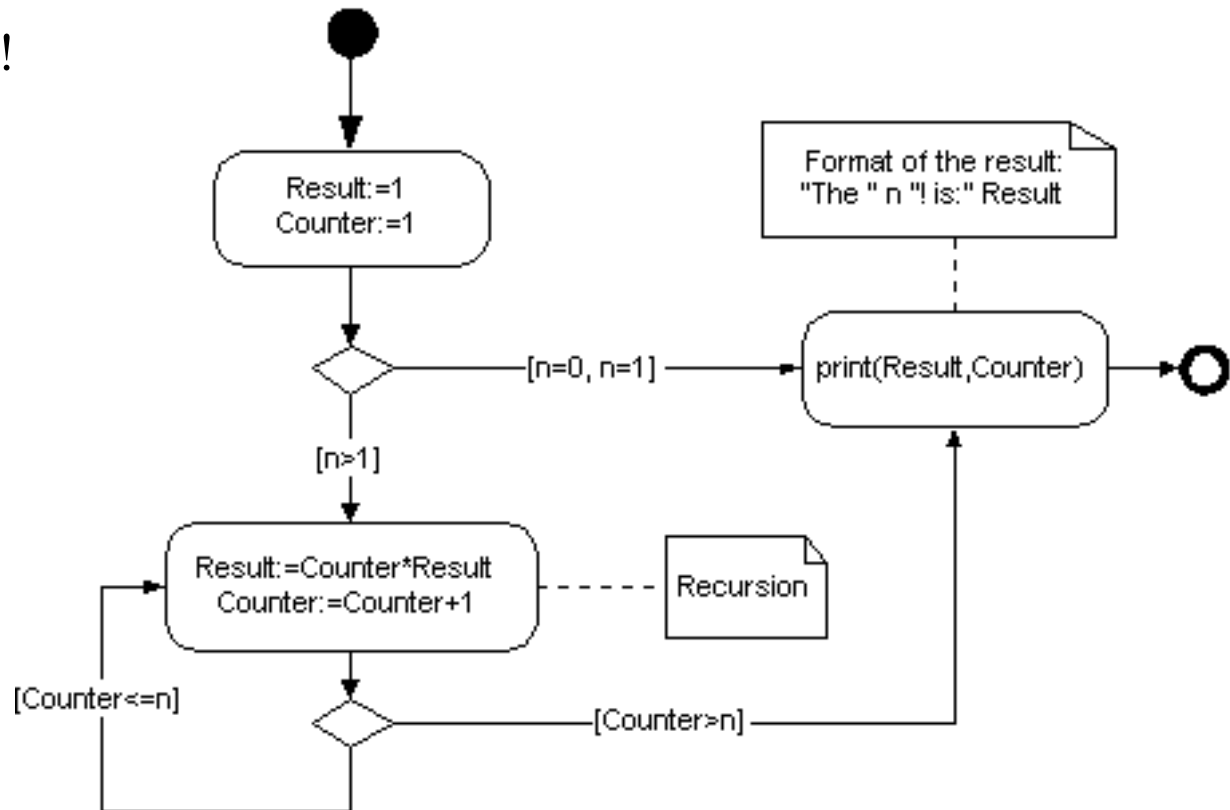 !
Result:=1
Counter:=1
Format of the result:
"The " n "! is:" Result
[n=0, n=1]
print(Result,Counter)
[n>1]
Result:=Counter*Result
Counter:=Counter+1
Recursion
[Counter<=n]
[Counter>n]